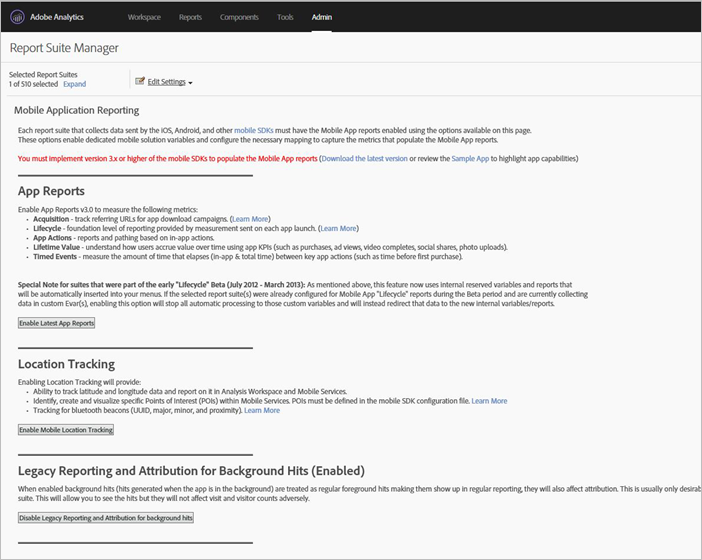 Adobe Analytics Workspace Reports Components Tools Admin
Report Suite Manager
Selected Report Suites
1 of 510 selected Expand
Edit Settings
Mobile Application Reporting
Each report suite that collects data sent by the iOS, Android, and other mobile SDKs must have the Mobile App reports enabled using the options available on this page.
These options enable dedicated mobile solution variables and configure the necessary mapping to capture the metrics that populate the Mobile App reports.
You must implement version 3.x or higher of the mobile SDKs to populate the Mobile App reports (Download the latest version or review the Sample App to highlight app capabilities)
App Reports
Enable App Reports v3.0 to measure the following metrics:
• Acquisition - track referring URLs for app download campaigns. (Learn More)
• Lifecycle - foundation level of reporting provided by measurement sent on each app launch. (Learn More)
• App Actions - reports and pathing based on in-app actions.
• Lifetime Value - understand how users accrue value over time using app KPIs (such as purchases, ad views, video completes, social shares, photo uploads).
• Timed Events - measure the amount of time that elapses (in-app & total time) between key app actions (such as time before first purchase).
Special Note for suites that were part of the early "Lifecycle" Beta (July 2012 - March 2013): As mentioned above, this feature now uses internal reserved variables and reports that
will be automatically inserted into your menus. If the selected report suite(s) were already configured for Mobile App "Lifecycle" reports during the Beta period and are currently collecting
data in custom Evar(s), enabling this option will stop all automatic processing to those custom variables and will instead redirect that data to the new internal variables/reports.
Enable Latest App Reports
Location Tracking
Enabling Location Tracking will provide:
• Ability to track latitude and longitude data and report on it in Analysis Workspace and Mobile Services.
• Identify, create and visualize specific Points of Interest (POIs) within Mobile Services. POIs must be defined in the mobile SDK configuration file. Learn More
• Tracking for bluetooth beacons (UUID, major, minor, and proximity). Learn More
Enable Mobile Location Tracking
Legacy Reporting and Attribution for Background Hits (Enabled)
When enabled background hits (hits generated when the app is in the background) are treated as regular foreground hits making them show up in regular reporting, they will also affect attribution. This is usually only desirab
suite. This will allow you to see the hits but they will not affect visit and visitor counts adversely.
Disable Legacy Reporting and Attribution for background hits